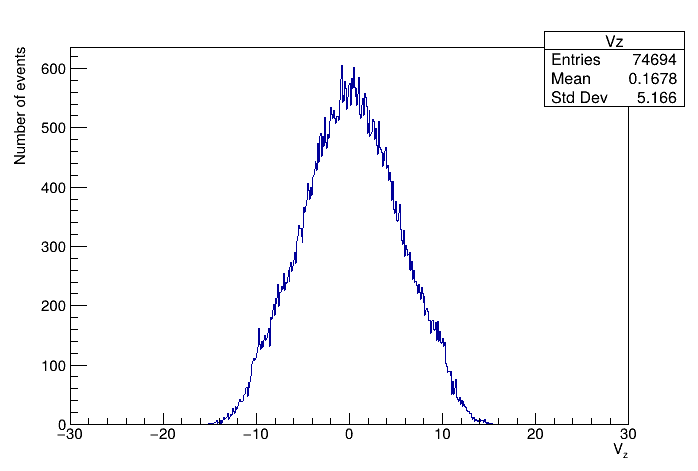 Vz
Entries 74694
Mean 0.1678
Std Dev 5.166
Number of events
600
500
400
300
200
100
0
−30 −20 −10 0 10 20 30
Vz